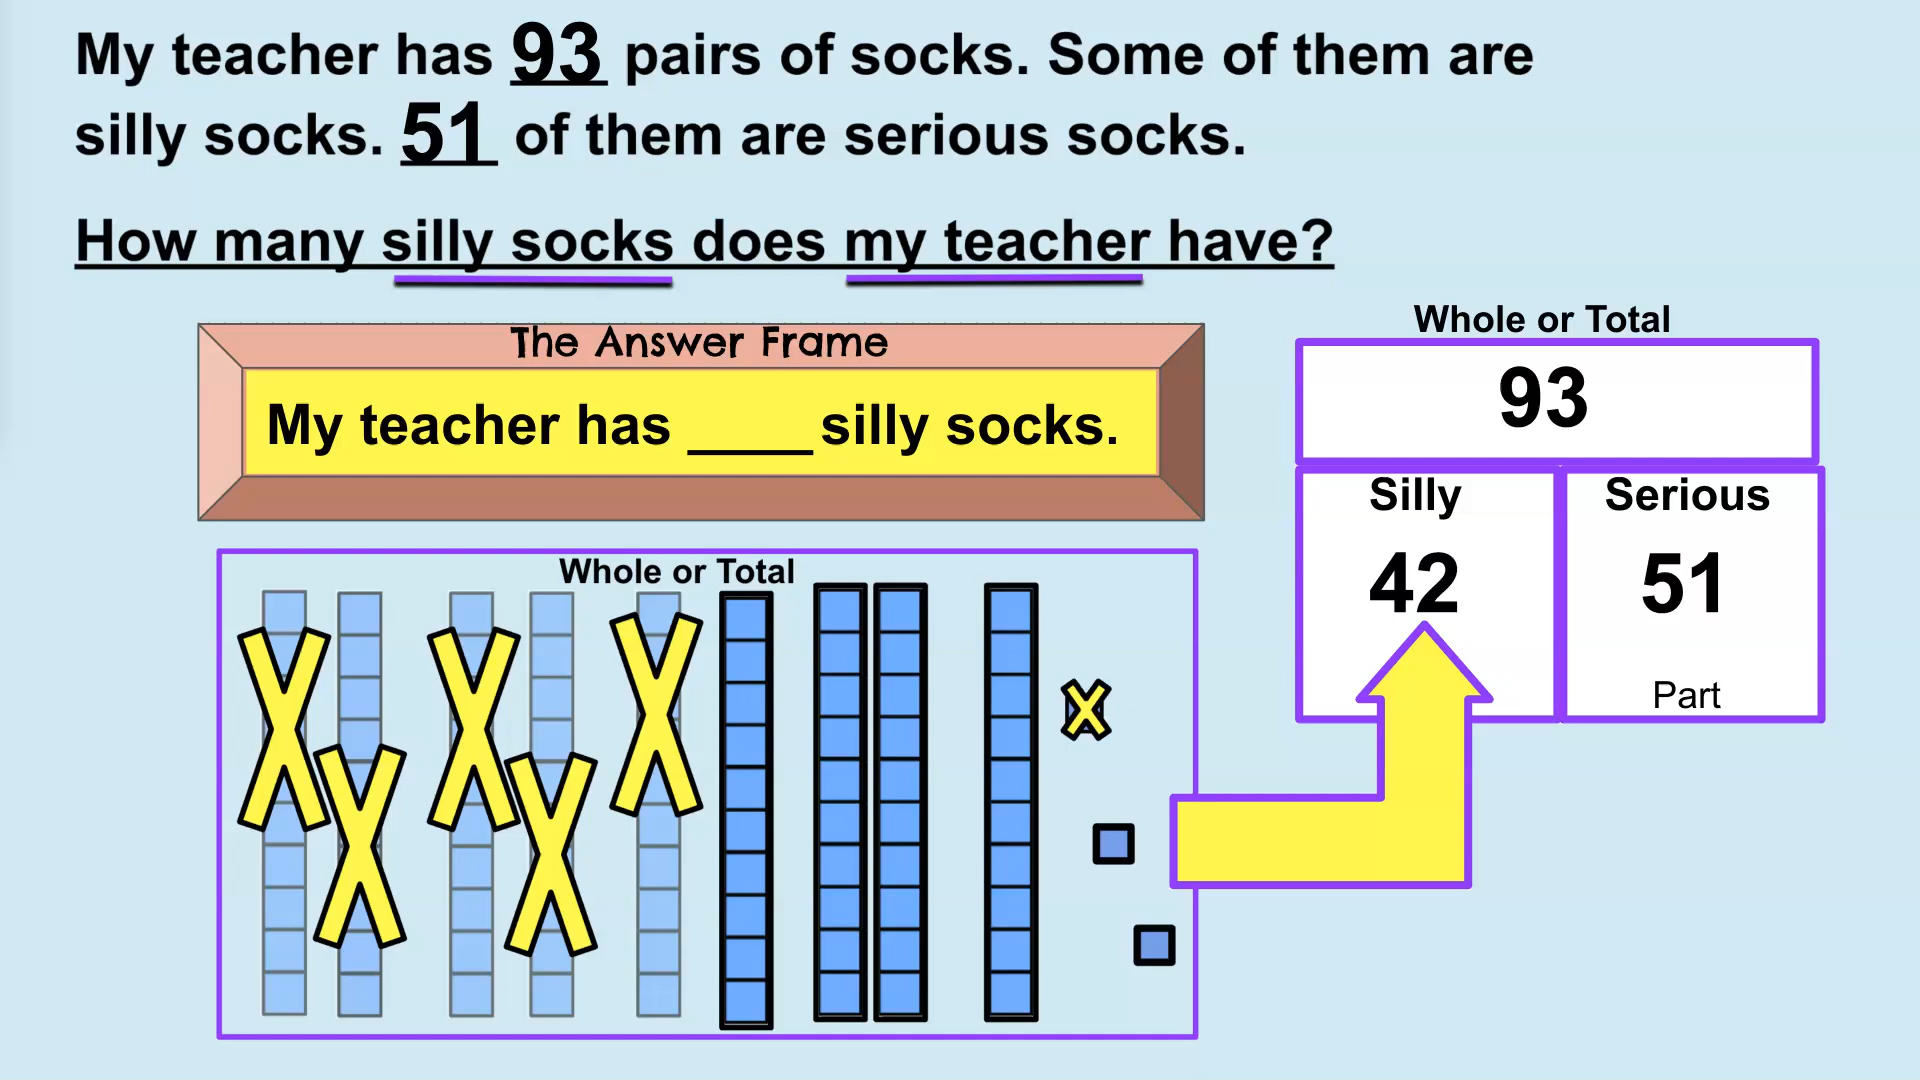 My teacher has 93 pairs of socks. Some of them are
silly socks. 51 of them are serious socks.
How many silly socks does my teacher have?
The Answer Frame
My teacher has ____ silly socks.
Whole or Total
93
Silly
Serious
42
51
Part
Whole or Total